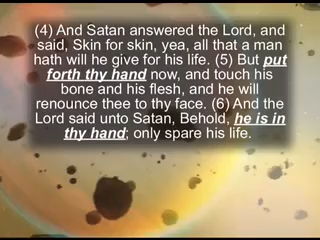 (4) And Satan answered the Lord, and
said, Skin for skin, yea, all that a man
hath will he give for his life. (5) But put
forth thy hand now, and touch his
bone and his flesh, and he will
renounce thee to thy face. (6) And the
Lord said unto Satan, Behold, he is in
thy hand; only spare his life.